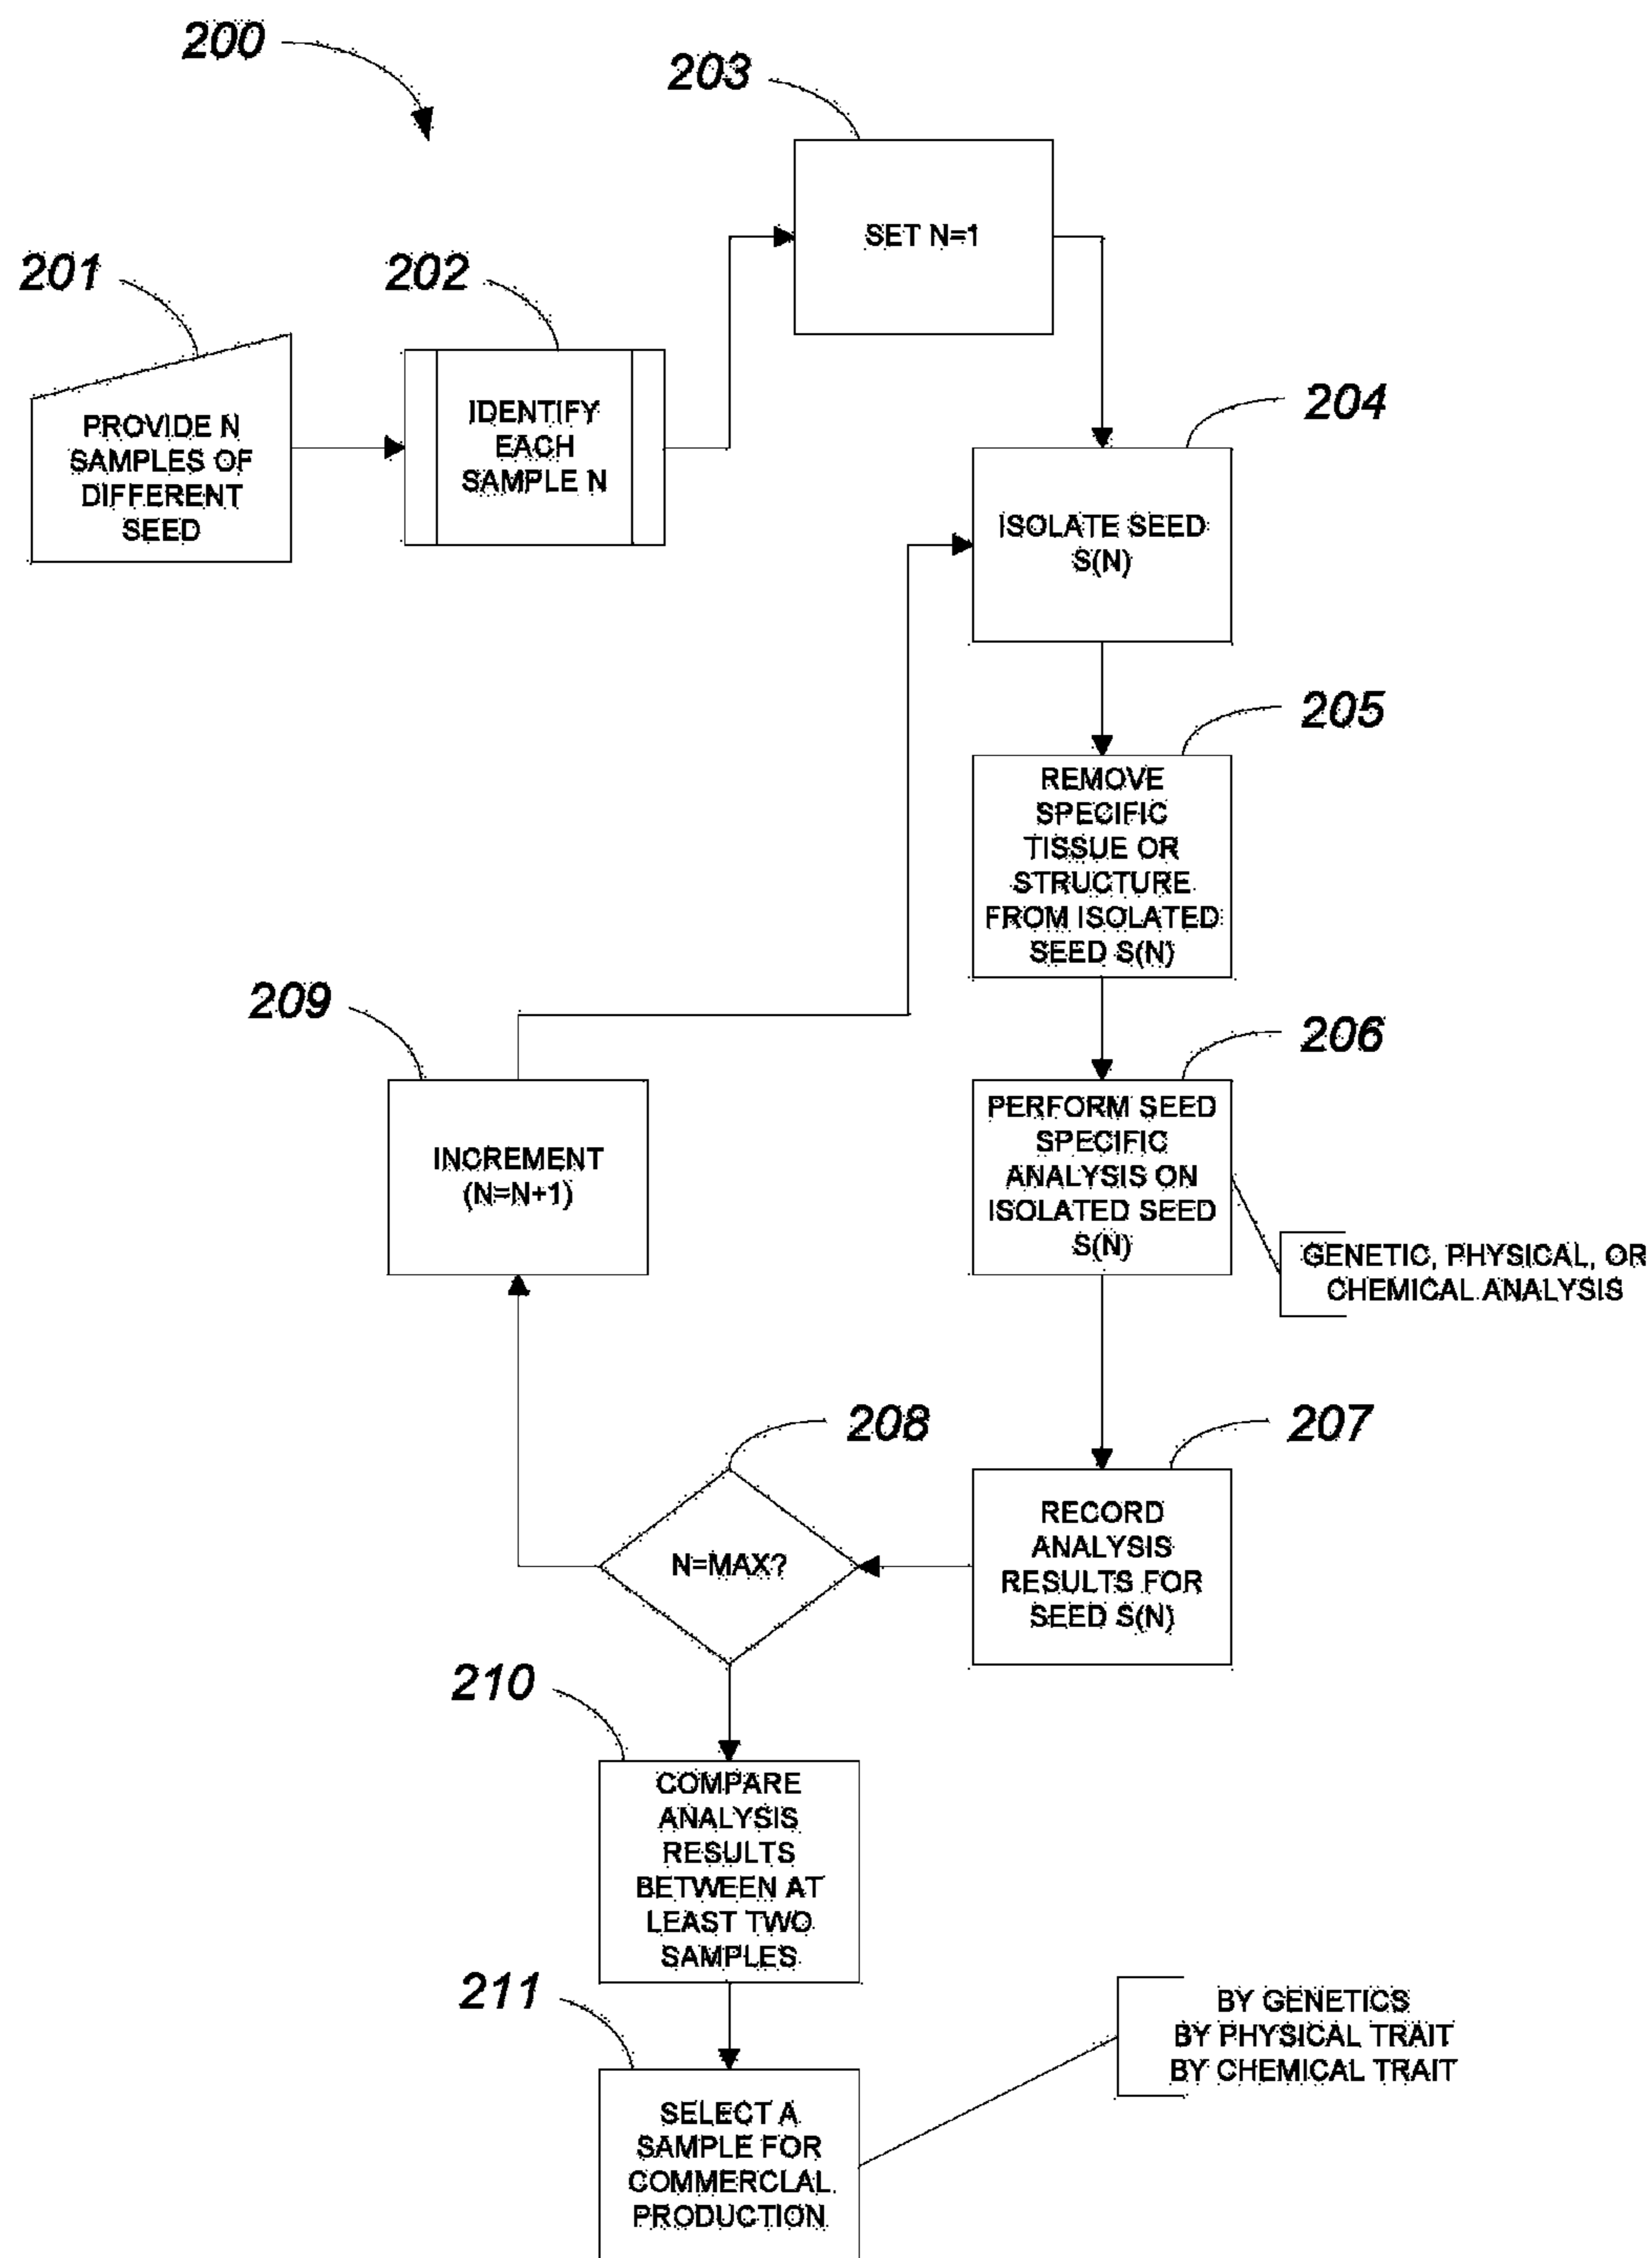 200
203
SET N=1
201
202
PROVIDE N
SAMPLES OF
DIFFERENT
SEED
IDENTIFY
EACH
SAMPLE N
204
ISOLATE SEED
S(N)
205
REMOVE
SPECIFIC
TISSUE OR
STRUCTURE
FROM ISOLATED
SEED S(N)
209
INCREMENT
(N=N+1)
206
PERFORM SEED
SPECIFIC
ANALYSIS ON
ISOLATED SEED
S(N)
GENETIC, PHYSICAL, OR
CHEMICAL ANALYSIS
208
N=MAX?
207
RECORD
ANALYSIS
RESULTS FOR
SEED S(N)
210
COMPARE
ANALYSIS
RESULTS
BETWEEN AT
LEAST TWO
SAMPLES
211
SELECT A
SAMPLE FOR
COMMERCLAL
PRODUCTION
BY GENETICS
BY PHYSICAL TRAIT
BY CHEMICAL TRAIT